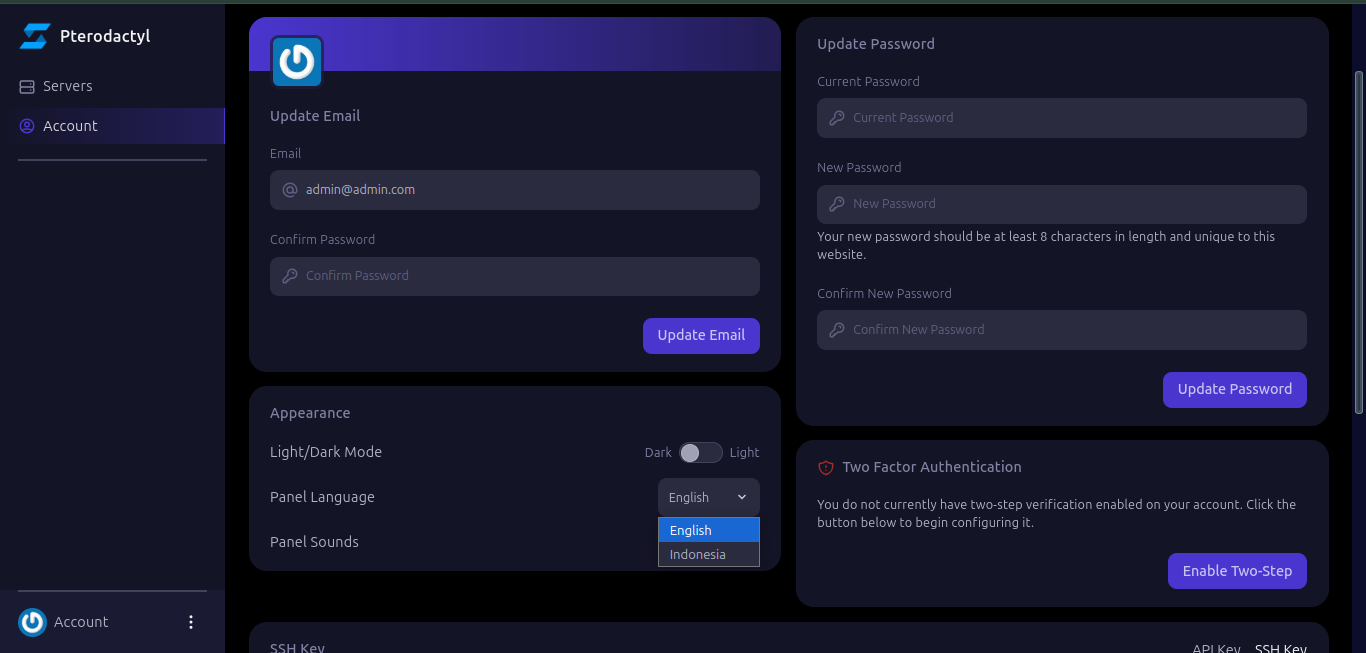 Pterodactyl
Servers
Account
Account
Update Email
Email
admin@admin.com
Confirm Password
Confirm Password
Update Email
Appearance
Light/Dark Mode
Dark
Light
Panel Language
English
English
Indonesia
Panel Sounds
Update Password
Current Password
Current Password
New Password
New Password
Your new password should be at least 8 characters in length and unique to this
website.
Confirm New Password
Confirm New Password
Update Password
Two Factor Authentication
You do not currently have two-step verification enabled on your account. Click the
button below to begin configuring it.
Enable Two-Step
SSH Key
API Key
SSH Key